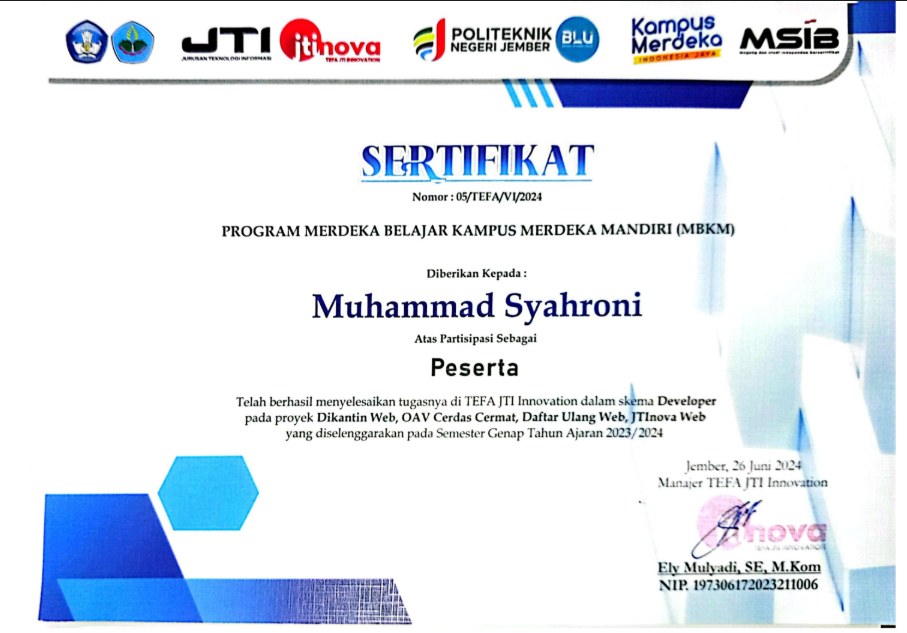 JTI
JURUSAN TEKNOLOGI INFORMASI
jtinova
TEFA JTI INNOVATION
POLITEKNIK
NEGERI JEMBER
BLU
Kampus
Merdeka
INDONESIA JAYA
MSIB
SERTIFIKAT
Nomor : 05/TEFA/VI/2024
PROGRAM MERDEKA BELAJAR KAMPUS MERDEKA MANDIRI (MBKM)
Diberikan Kepada :
Muhammad Syahroni
Atas Partisipasi Sebagai
Peserta
Telah berhasil menyelesaikan tugasnya di TEFA JTI Innovation dalam skema Developer
pada proyek Dikantin Web, OAV Cerdas Cermat, Daftar Ulang Web, JTInova Web
yang diselenggarakan pada Semester Genap Tahun Ajaran 2023/2024
Jember, 26 Juni 2024
Manajer TEFA JTI Innovation
jtinova
TEFA JTI INNOVATION
Ely Mulyadi, SE, M.Kom
NIP. 197306172023211006